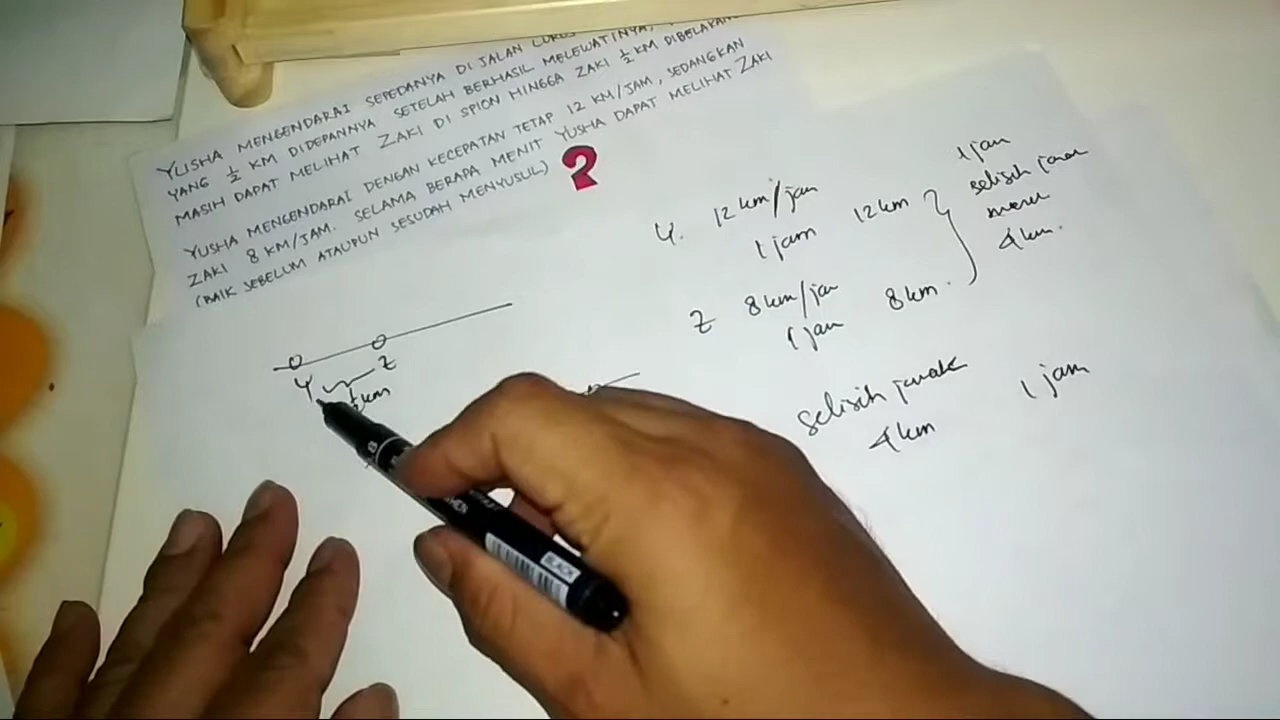 YUSHA MENGENDARAI SEPEDANYA DI JALAN LURUS
YANG 1/2 KM DIDEPANNYA SETELAH BERHASIL MELEWATINYA,
MASIH DAPAT MELIHAT ZAKI DI SPION HINGGA ZAKI 1/2 KM DIBELAKANG
YUSHA MENGENDARAI DENGAN KECEPATAN TETAP 12 KM/JAM, SEDANGKAN
ZAKI 8 KM/JAM. SELAMA BERAPA MENIT YUSHA DAPAT MELIHAT ZAKI
(BAIK SEBELUM ATAUPUN SESUDAH MENYUSUL)
?
Y Z
1/2 km
Y. 12 km/jam
1 jam 12 km
Z 8 km/jam
1 jam 8 km.
1 jam
selisih jarak
4 km.
selisih jarak 1 jam
4 km
BLACK